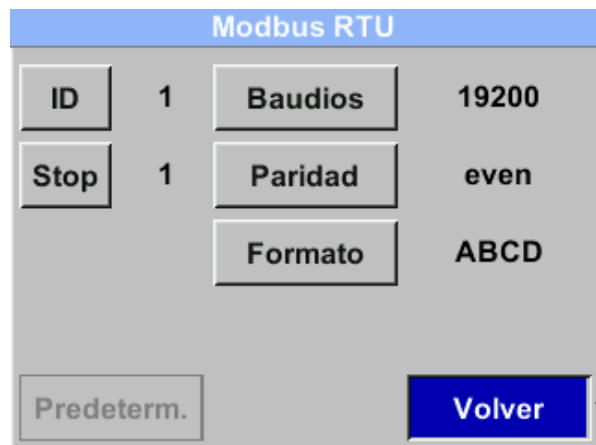 Modbus RTU
ID 1 Baudios 19200
Stop 1 Paridad even
Formato ABCD
Predeterm. Volver